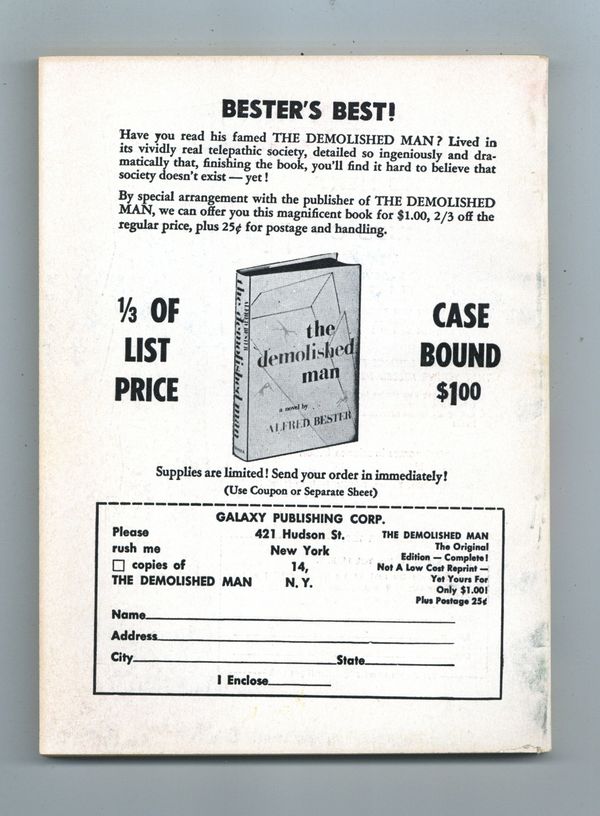 BESTER'S BEST!
Have you read his famed THE DEMOLISHED MAN? Lived in
its vividly real telepathic society, detailed so ingeniously and dra-
matically that, finishing the book, you'll find it hard to believe that
society doesn't exist — yet!
By special arrangement with the publisher of THE DEMOLISHED
MAN, we can offer you this magnificent book for $1.00, 2/3 off the
regular price, plus 25¢ for postage and handling.
⅓ OF
LIST
PRICE
the demolished man
the
demolished
man
a novel by
ALFRED BESTER
CASE
BOUND
$1.00
Supplies are limited! Send your order in immediately!
(Use Coupon or Separate Sheet)
GALAXY PUBLISHING CORP.
421 Hudson St.
New York
14,
N. Y.
Please
rush me
☐ copies of
THE DEMOLISHED MAN
THE DEMOLISHED MAN
The Original
Edition — Complete!
Not A Low Cost Reprint —
Yet Yours For
Only $1.00!
Plus Postage 25¢
Name
Address
City State
I Enclose